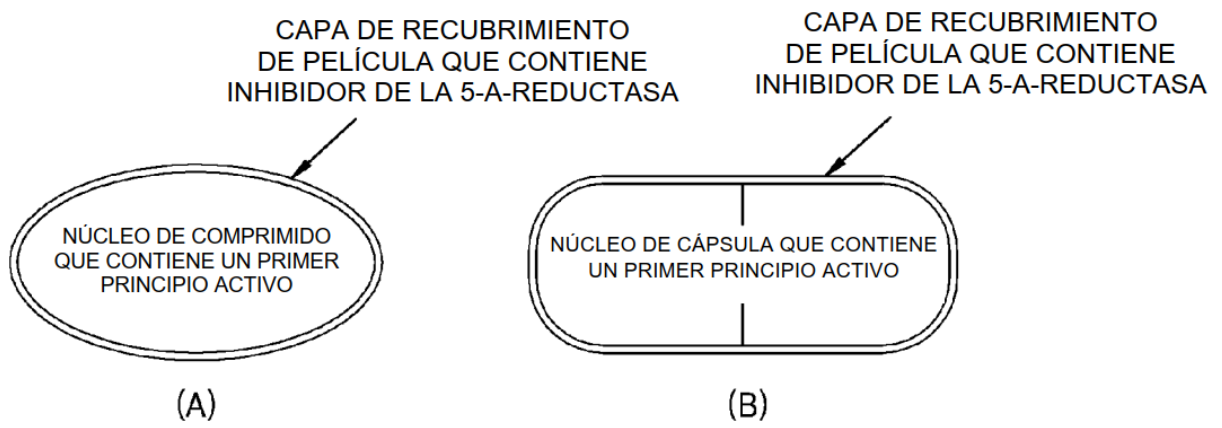 CAPA DE RECUBRIMIENTO
DE PELÍCULA QUE CONTIENE
INHIBIDOR DE LA 5-A-REDUCTASA
CAPA DE RECUBRIMIENTO
DE PELÍCULA QUE CONTIENE
INHIBIDOR DE LA 5-A-REDUCTASA
NÚCLEO DE COMPRIMIDO
QUE CONTIENE UN PRIMER
PRINCIPIO ACTIVO
NÚCLEO DE CÁPSULA QUE CONTIENE
UN PRIMER PRINCIPIO ACTIVO
(A)
(B)